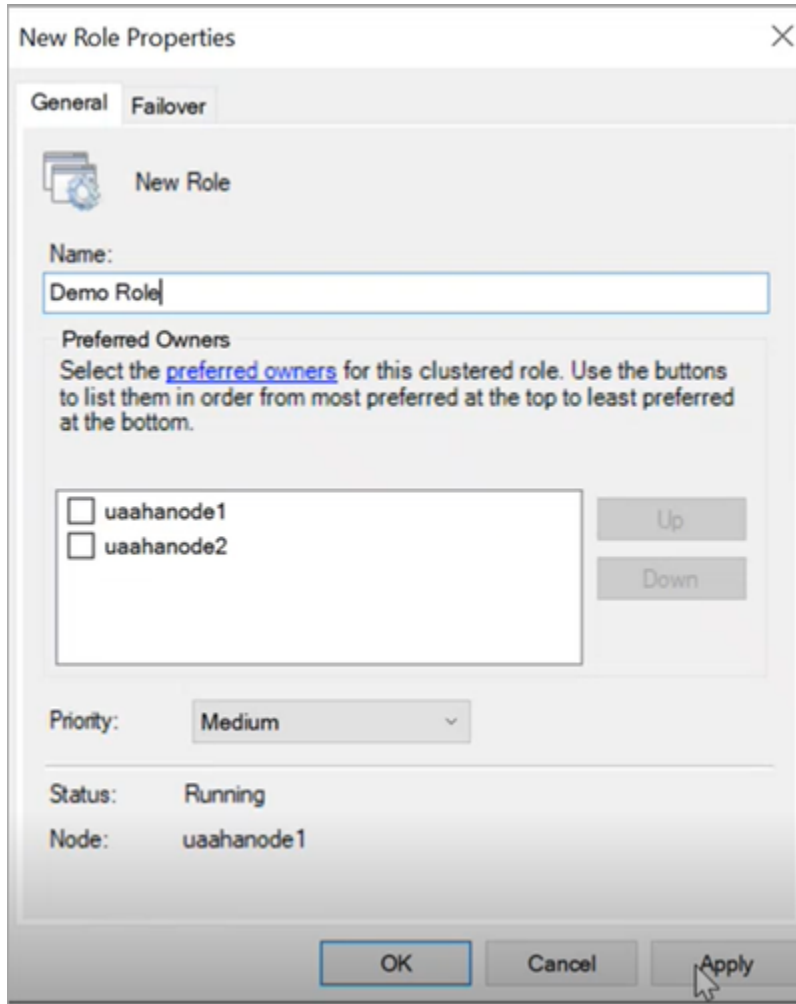 New Role Properties
General Failover
New Role
Name:
Demo Role
Preferred Owners
Select the preferred owners for this clustered role. Use the buttons
to list them in order from most preferred at the top to least preferred
at the bottom.
uaahanode1
uaahanode2
Up
Down
Priority: Medium
Status: Running
Node: uaahanode1
OK Cancel Apply